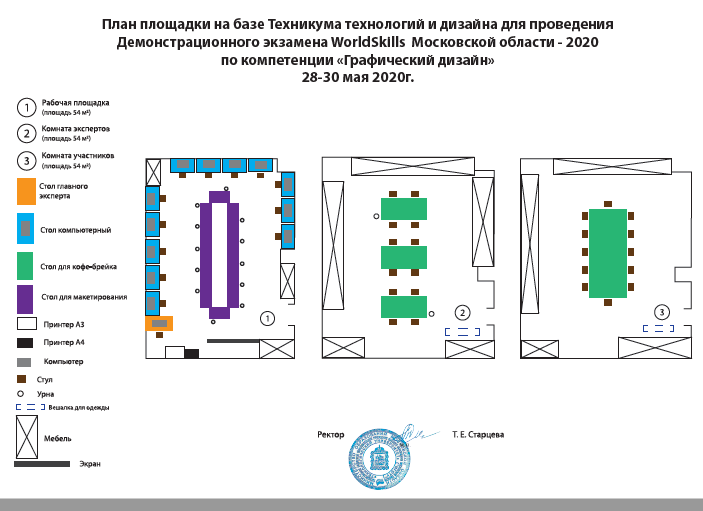 План площадки на базе Техникума технологий и дизайна для проведения
Демонстрационного экзамена WorldSkIlls Московской области - 2020
по компетенции «Графический дизайн»
28-30 мая 2020г.
1 Рабочая площадка
(площадь 54 м²)
2 Комната экспертов
(площадь 54 м²)
3 Комната участников
(площадь 54 м²)
Стол главного
эксперта
Стол компьютерный
Стол для кофе-брейка
Стол для макетирования
Принтер А3
Принтер А4
Компьютер
Стул
Урна
Вешалка для одежды
Мебель
Экран
1
2
3
Ректор
Т. Е. Старцева